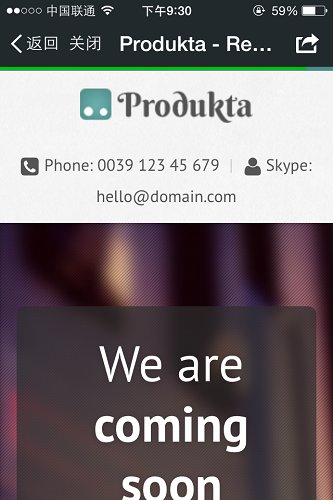 中国联通 下午9:30 59%
返回 关闭 Produkta - Re...
Produkta
Phone: 0039 123 45 679 | Skype:
hello@domain.com
We are
coming
soon